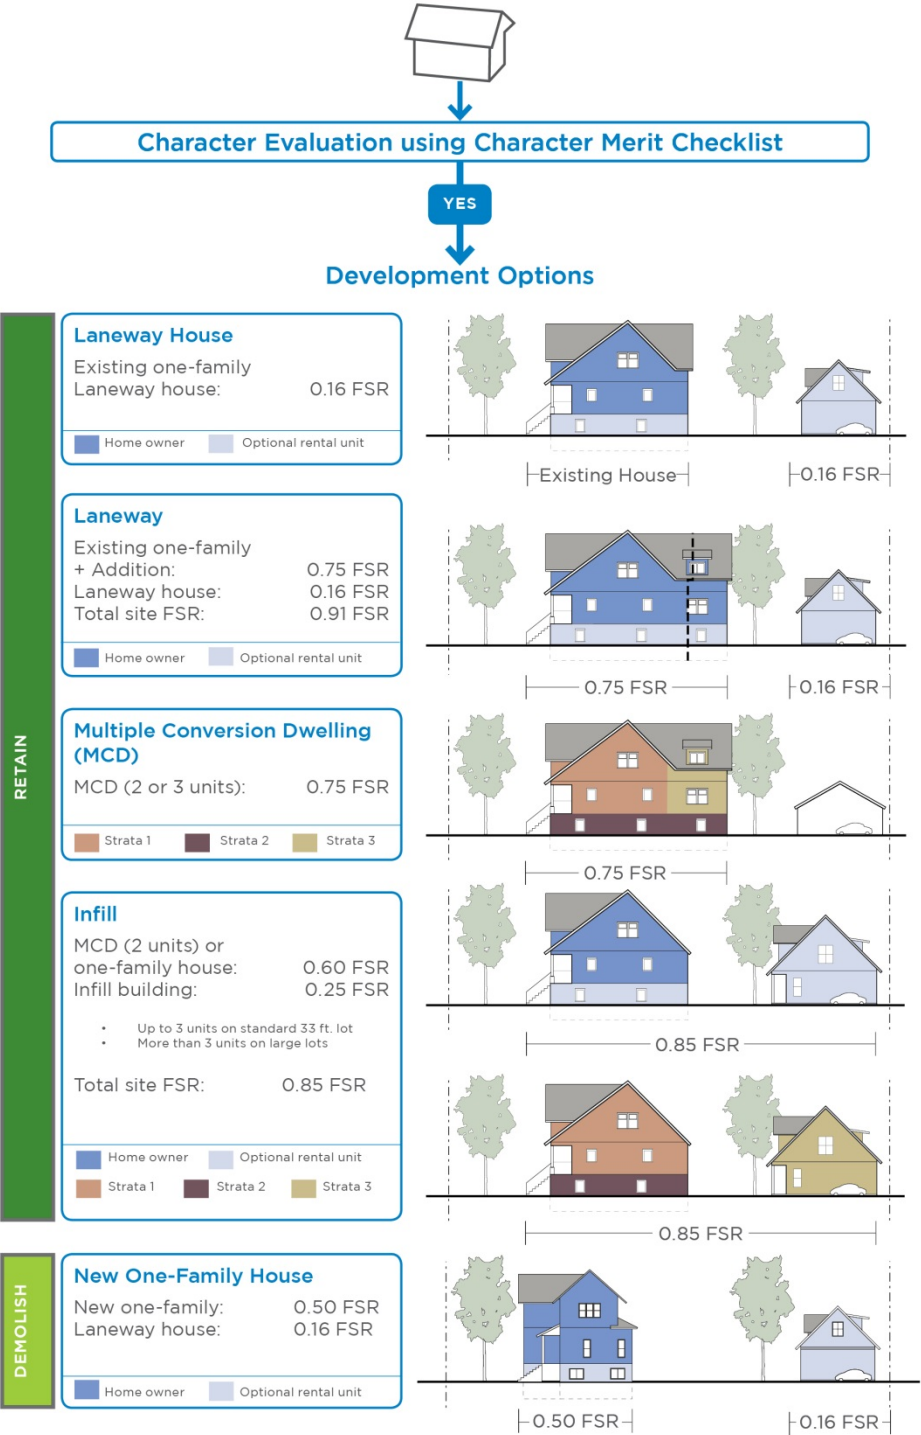 Character Evaluation using Character Merit Checklist
YES
Development Options
RETAIN
Laneway House
Existing one-family
Laneway house: 0.16 FSR
Home owner Optional rental unit
Existing House
0.16 FSR
Laneway
Existing one-family
+ Addition: 0.75 FSR
Laneway house: 0.16 FSR
Total site FSR: 0.91 FSR
Home owner Optional rental unit
0.75 FSR
0.16 FSR
Multiple Conversion Dwelling
(MCD)
MCD (2 or 3 units): 0.75 FSR
Strata 1 Strata 2 Strata 3
0.75 FSR
Infill
MCD (2 units) or
one-family house: 0.60 FSR
Infill building: 0.25 FSR
• Up to 3 units on standard 33 ft. lot
• More than 3 units on large lots
Total site FSR: 0.85 FSR
Home owner Optional rental unit
Strata 1 Strata 2 Strata 3
0.85 FSR
0.85 FSR
DEMOLISH
New One-Family House
New one-family: 0.50 FSR
Laneway house: 0.16 FSR
Home owner Optional rental unit
0.50 FSR
0.16 FSR